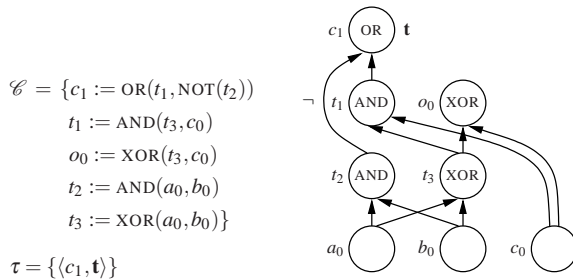 𝒞 = {c₁ := OR(t₁, NOT(t₂))
t₁ := AND(t₃, c₀)
o₀ := XOR(t₃, c₀)
t₂ := AND(a₀, b₀)
t₃ := XOR(a₀, b₀)}
τ = {⟨c₁, t⟩}
c₁ OR t
¬ t₁ AND o₀ XOR
t₂ AND t₃ XOR
a₀ b₀ c₀